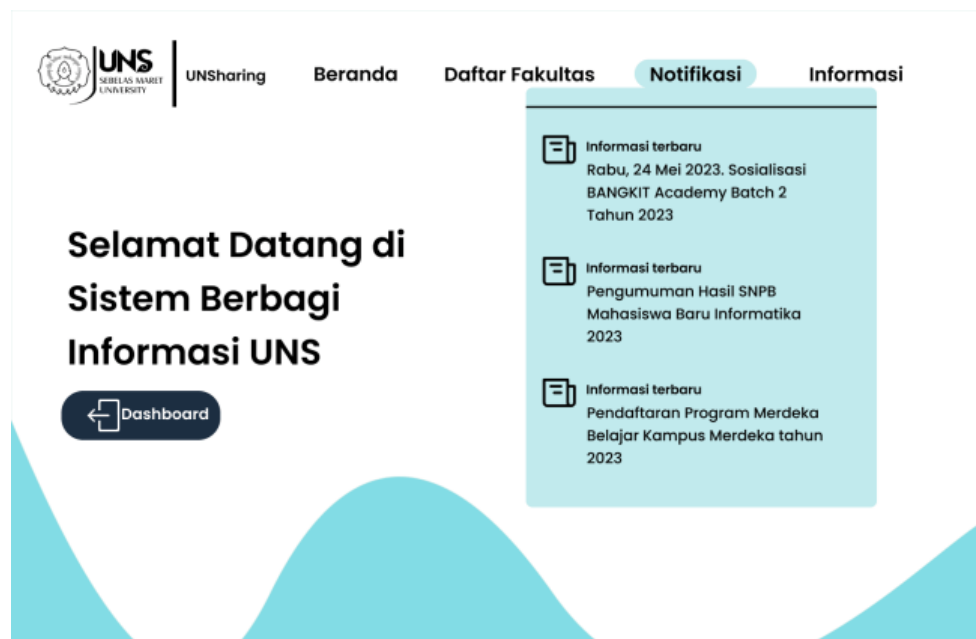 UNS
SEBELAS MARET
UNIVERSITY
UNSharing
Beranda
Daftar Fakultas
Notifikasi
Informasi
Selamat Datang di
Sistem Berbagi
Informasi UNS
Dashboard
Informasi terbaru
Rabu, 24 Mei 2023. Sosialisasi
BANGKIT Academy Batch 2
Tahun 2023
Informasi terbaru
Pengumuman Hasil SNPB
Mahasiswa Baru Informatika
2023
Informasi terbaru
Pendaftaran Program Merdeka
Belajar Kampus Merdeka tahun
2023